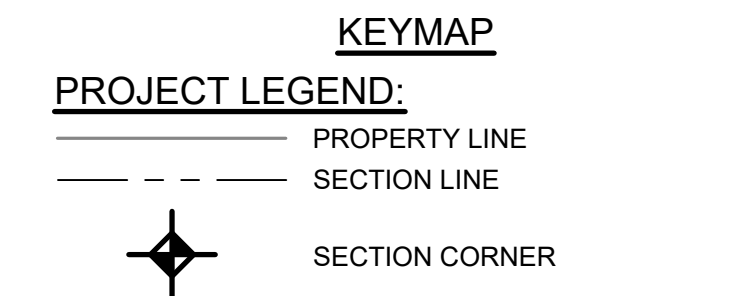 KEYMAP
PROJECT LEGEND:
PROPERTY LINE
SECTION LINE
SECTION CORNER